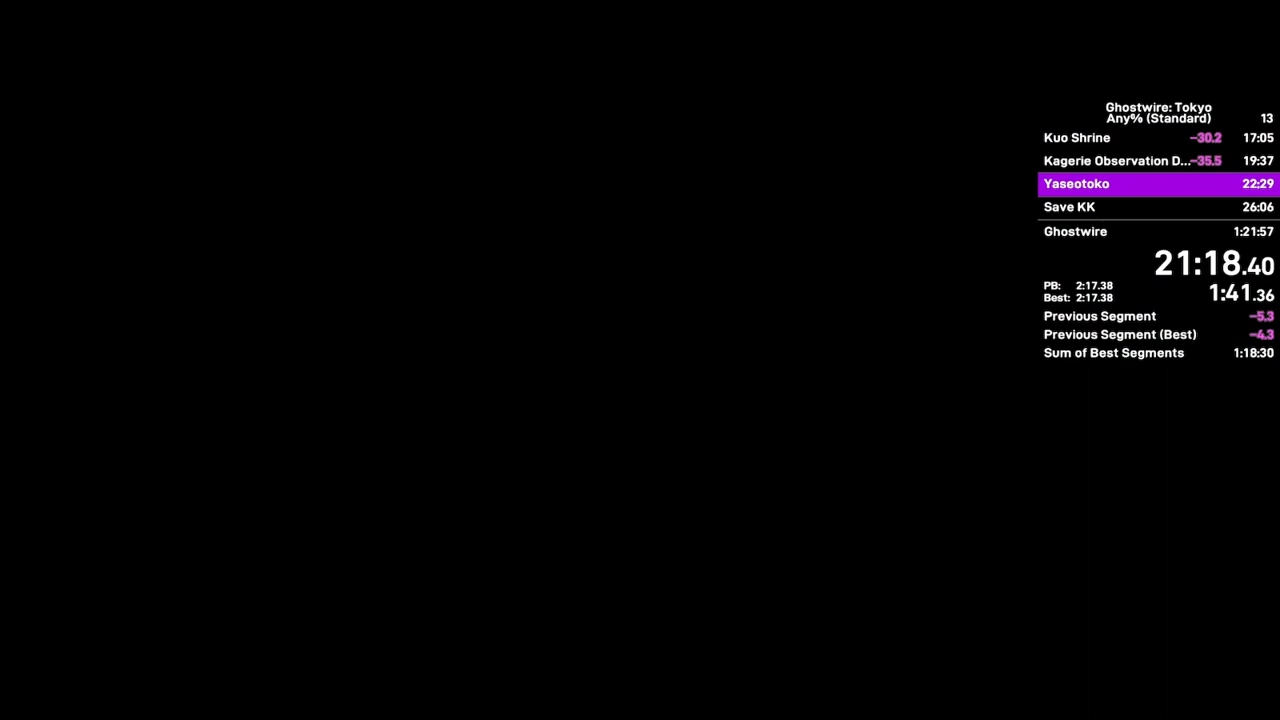 Ghostwire: Tokyo
Any% (Standard) 13
Kuo Shrine -30.2 17:05
Kagerie Observation D...-35.5 19:37
Yaseotoko 22:29
Save KK 26:06
Ghostwire 1:21:57
21:18.40
PB: 2:17.38
Best: 2:17.38
1:41.36
Previous Segment -5.3
Previous Segment (Best) -4.3
Sum of Best Segments 1:18:30